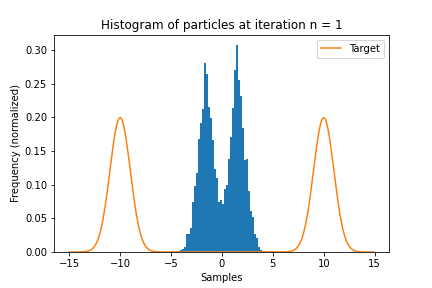 Histogram of particles at iteration n = 1
Target
Frequency (normalized)
0.30
0.25
0.20
0.15
0.10
0.05
0.00
−15 −10 −5 0 5 10 15
Samples